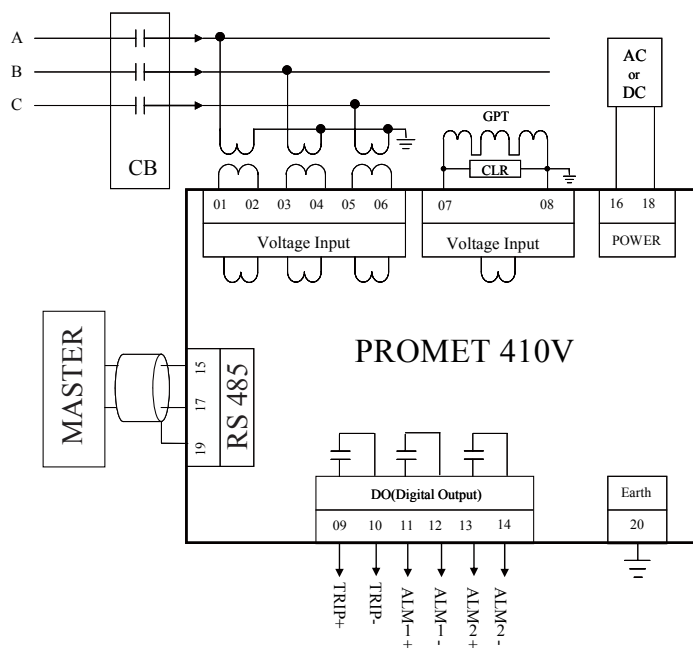 A
B
C
CB
AC
or
DC
GPT
CLR
01 02 03 04 05 06
Voltage Input
07 08
Voltage Input
16 18
POWER
PROMET 410V
MASTER
15
17
19
RS 485
DO(Digital Output)
09 10 11 12 13 14
TRIP+
TRIP-
ALM1+
ALM1-
ALM2+
ALM2-
Earth
20